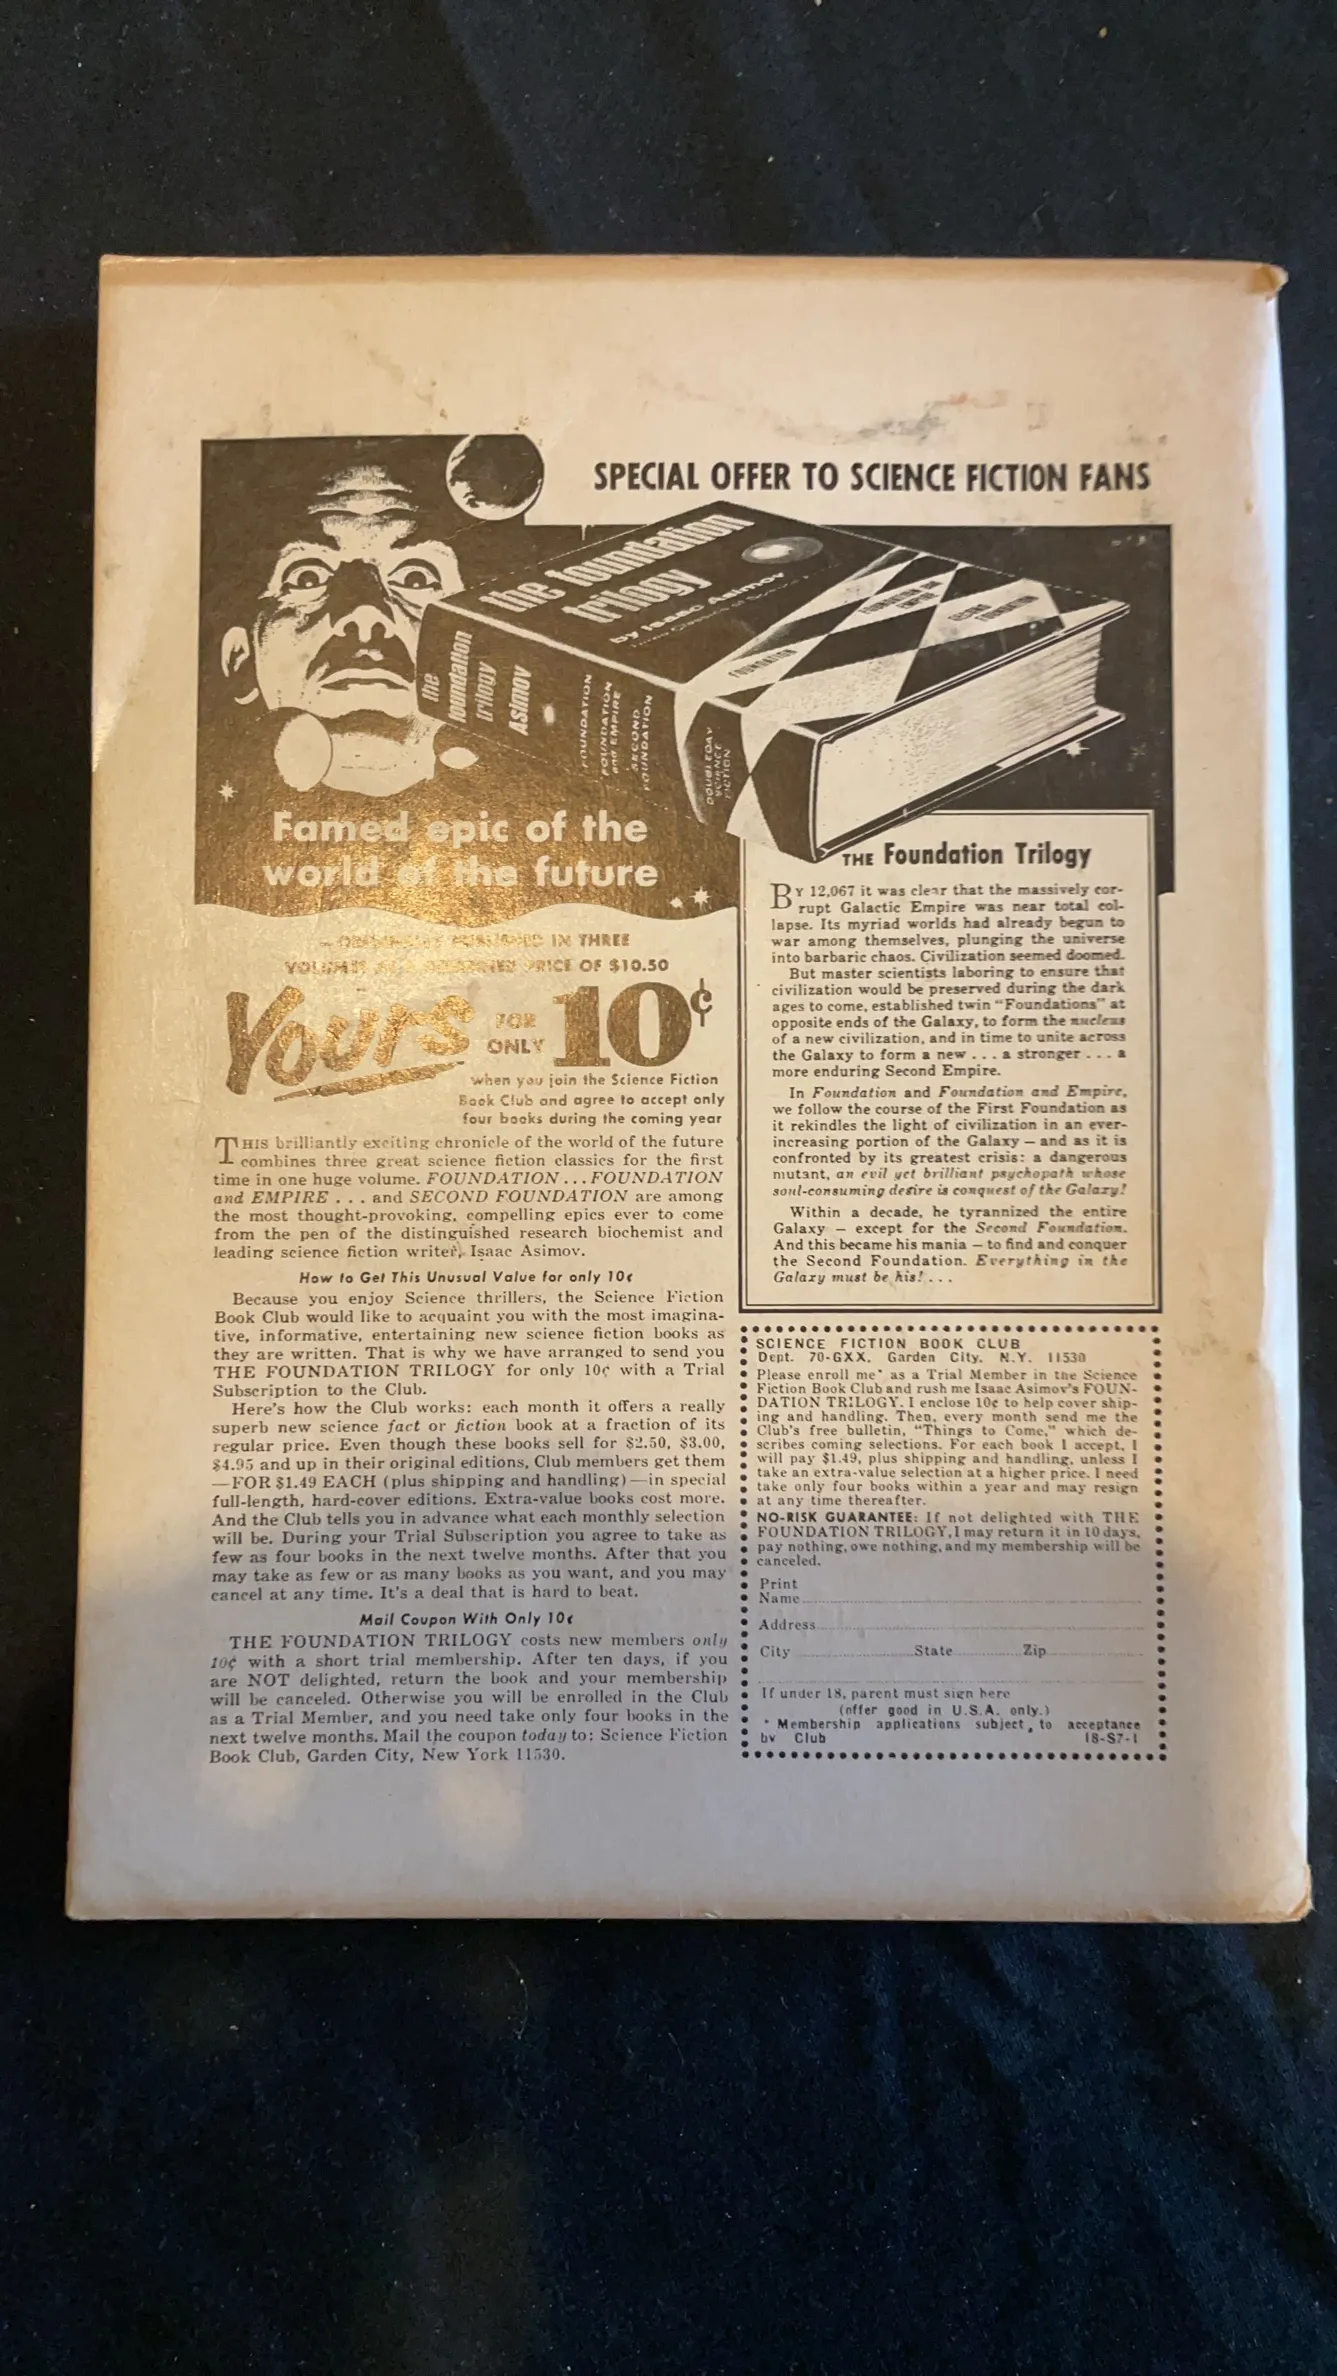 SPECIAL OFFER TO SCIENCE FICTION FANS
the foundation
trilogy
by Isaac Asimov
FOUNDATION
FOUNDATION AND
EMPIRE
SECOND
FOUNDATION
the
foundation
trilogy
Asimov
FOUNDATION
FOUNDATION
and EMPIRE
SECOND
FOUNDATION
DOUBLEDAY
SCIENCE
FICTION
Famed epic of the
world of the future
— ORIGINALLY PUBLISHED IN THREE
VOLUMES AT PRICE OF $10.50
Yours FOR ONLY 10¢
when you join the Science Fiction
Book Club and agree to accept only
four books during the coming year
THIS brilliantly exciting chronicle of the world of the future
combines three great science fiction classics for the first
time in one huge volume. FOUNDATION . . . FOUNDATION
and EMPIRE . . . and SECOND FOUNDATION are among
the most thought-provoking, compelling epics ever to come
from the pen of the distinguished research biochemist and
leading science fiction writer, Isaac Asimov.
How to Get This Unusual Value for only 10¢
Because you enjoy Science thrillers, the Science Fiction
Book Club would like to acquaint you with the most imagina-
tive, informative, entertaining new science fiction books as
they are written. That is why we have arranged to send you
THE FOUNDATION TRILOGY for only 10¢ with a Trial
Subscription to the Club.
Here's how the Club works: each month it offers a really
superb new science fact or fiction book at a fraction of its
regular price. Even though these books sell for $2.50, $3.00,
$4.95 and up in their original editions, Club members get them
—FOR $1.49 EACH (plus shipping and handling)—in special
full-length, hard-cover editions. Extra-value books cost more.
And the Club tells you in advance what each monthly selection
will be. During your Trial Subscription you agree to take as
few as four books in the next twelve months. After that you
may take as few or as many books as you want, and you may
cancel at any time. It's a deal that is hard to beat.
Mail Coupon With Only 10¢
THE FOUNDATION TRILOGY costs new members only
10¢ with a short trial membership. After ten days, if you
are NOT delighted, return the book and your membership
will be canceled. Otherwise you will be enrolled in the Club
as a Trial Member, and you need take only four books in the
next twelve months. Mail the coupon today to: Science Fiction
Book Club, Garden City, New York 11530.
THE Foundation Trilogy
BY 12,067 it was clear that the massively cor-
rupt Galactic Empire was near total col-
lapse. Its myriad worlds had already begun to
war among themselves, plunging the universe
into barbaric chaos. Civilization seemed doomed.
But master scientists laboring to ensure that
civilization would be preserved during the dark
ages to come, established twin "Foundations" at
opposite ends of the Galaxy, to form the nucleus
of a new civilization, and in time to unite across
the Galaxy to form a new . . . a stronger . . . a
more enduring Second Empire.
In Foundation and Foundation and Empire,
we follow the course of the First Foundation as
it rekindles the light of civilization in an ever-
increasing portion of the Galaxy — and as it is
confronted by its greatest crisis: a dangerous
mutant, an evil yet brilliant psychopath whose
soul-consuming desire is conquest of the Galaxy!
Within a decade, he tyrannized the entire
Galaxy — except for the Second Foundation.
And this became his mania — to find and conquer
the Second Foundation. Everything in the
Galaxy must be his! . . .
SCIENCE FICTION BOOK CLUB
Dept. 70-GXX, Garden City, N.Y. 11530
Please enroll me* as a Trial Member in the Science
Fiction Book Club and rush me Isaac Asimov's FOUN-
DATION TRILOGY. I enclose 10¢ to help cover ship-
ing and handling. Then, every month send me the
Club's free bulletin, "Things to Come," which de-
scribes coming selections. For each book I accept, I
will pay $1.49, plus shipping and handling, unless I
take an extra-value selection at a higher price. I need
take only four books within a year and may resign
at any time thereafter.
NO-RISK GUARANTEE: If not delighted with THE
FOUNDATION TRILOGY, I may return it in 10 days,
pay nothing, owe nothing, and my membership will be
canceled.
Print
Name
Address
City State Zip
If under 18, parent must sign here
(offer good in U.S.A. only.)
* Membership applications subject to acceptance
by Club 18-S7-1